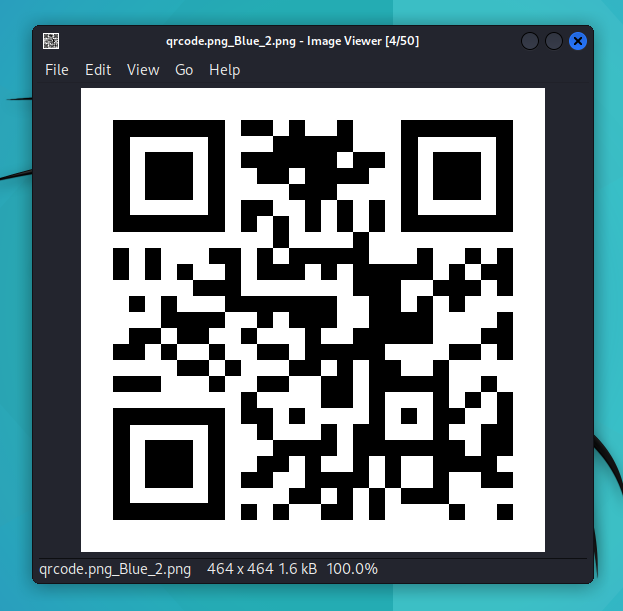 qrcode.png_Blue_2.png - Image Viewer [4/50]
File Edit View Go Help
qrcode.png_Blue_2.png 464 x 464 1.6 kB 100.0%